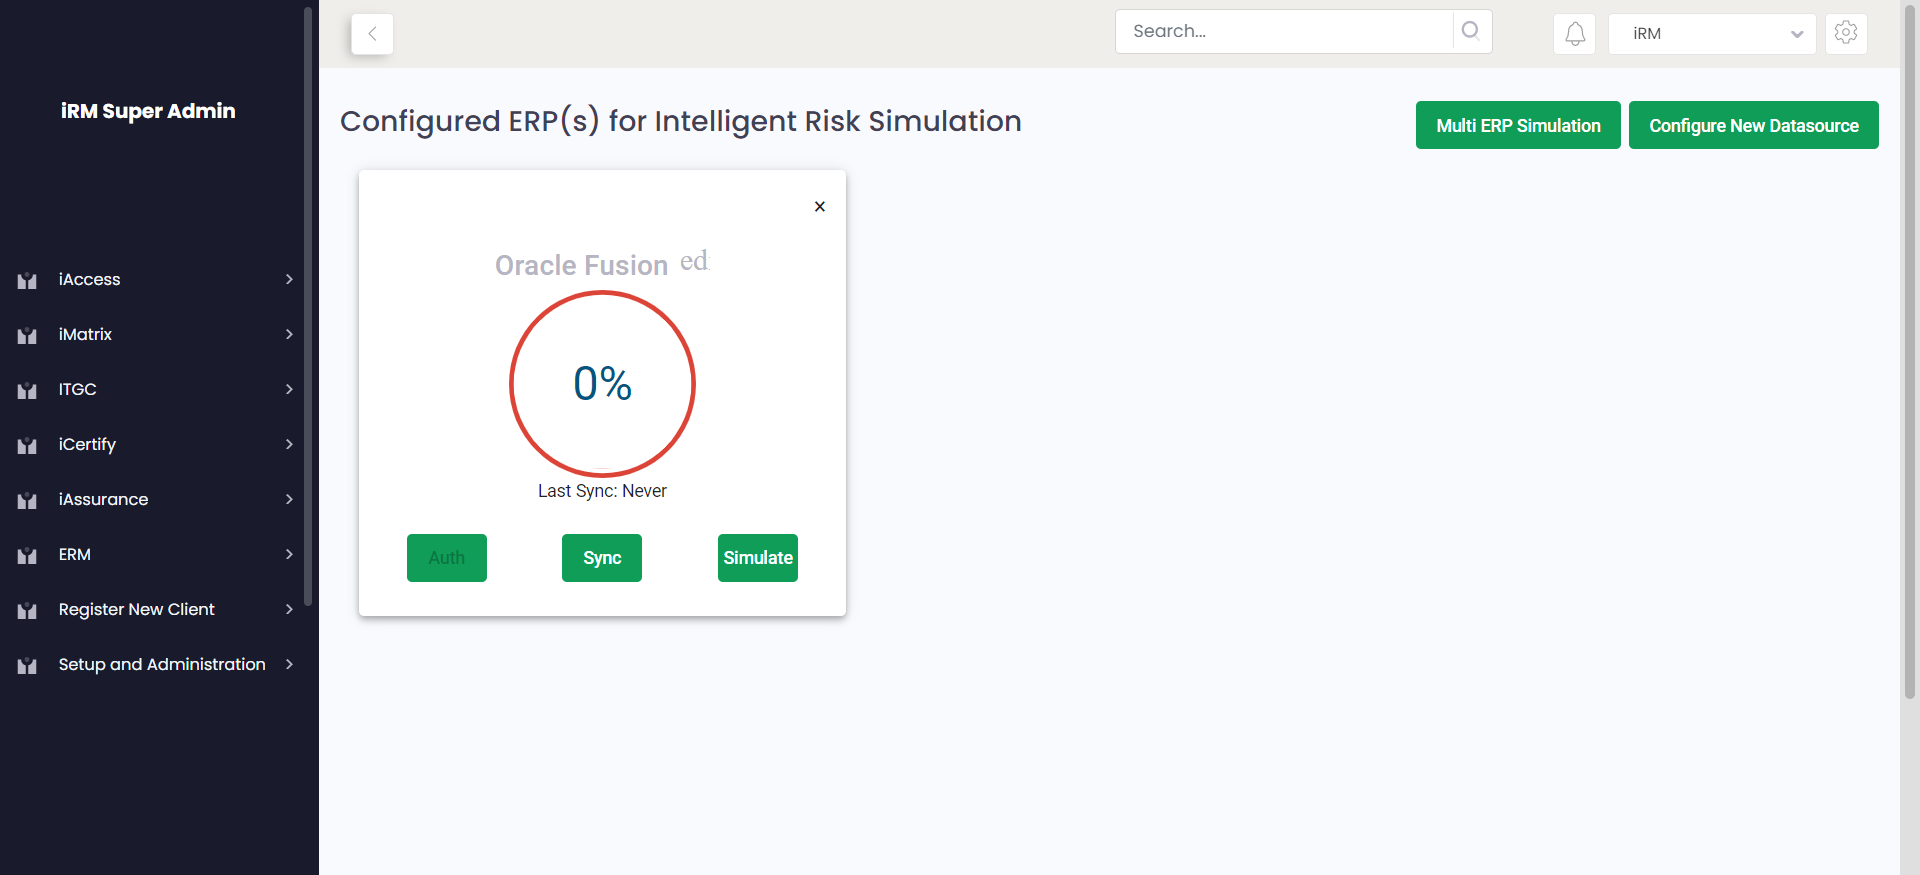 iRM Super Admin
iAccess
iMatrix
ITGC
iCertify
iAssurance
ERM
Register New Client
Setup and Administration
Search...
iRM
Configured ERP(s) for Intelligent Risk Simulation
Multi ERP Simulation
Configure New Datasource
×
Oracle Fusion
0%
Last Sync: Never
Auth
Sync
Simulate